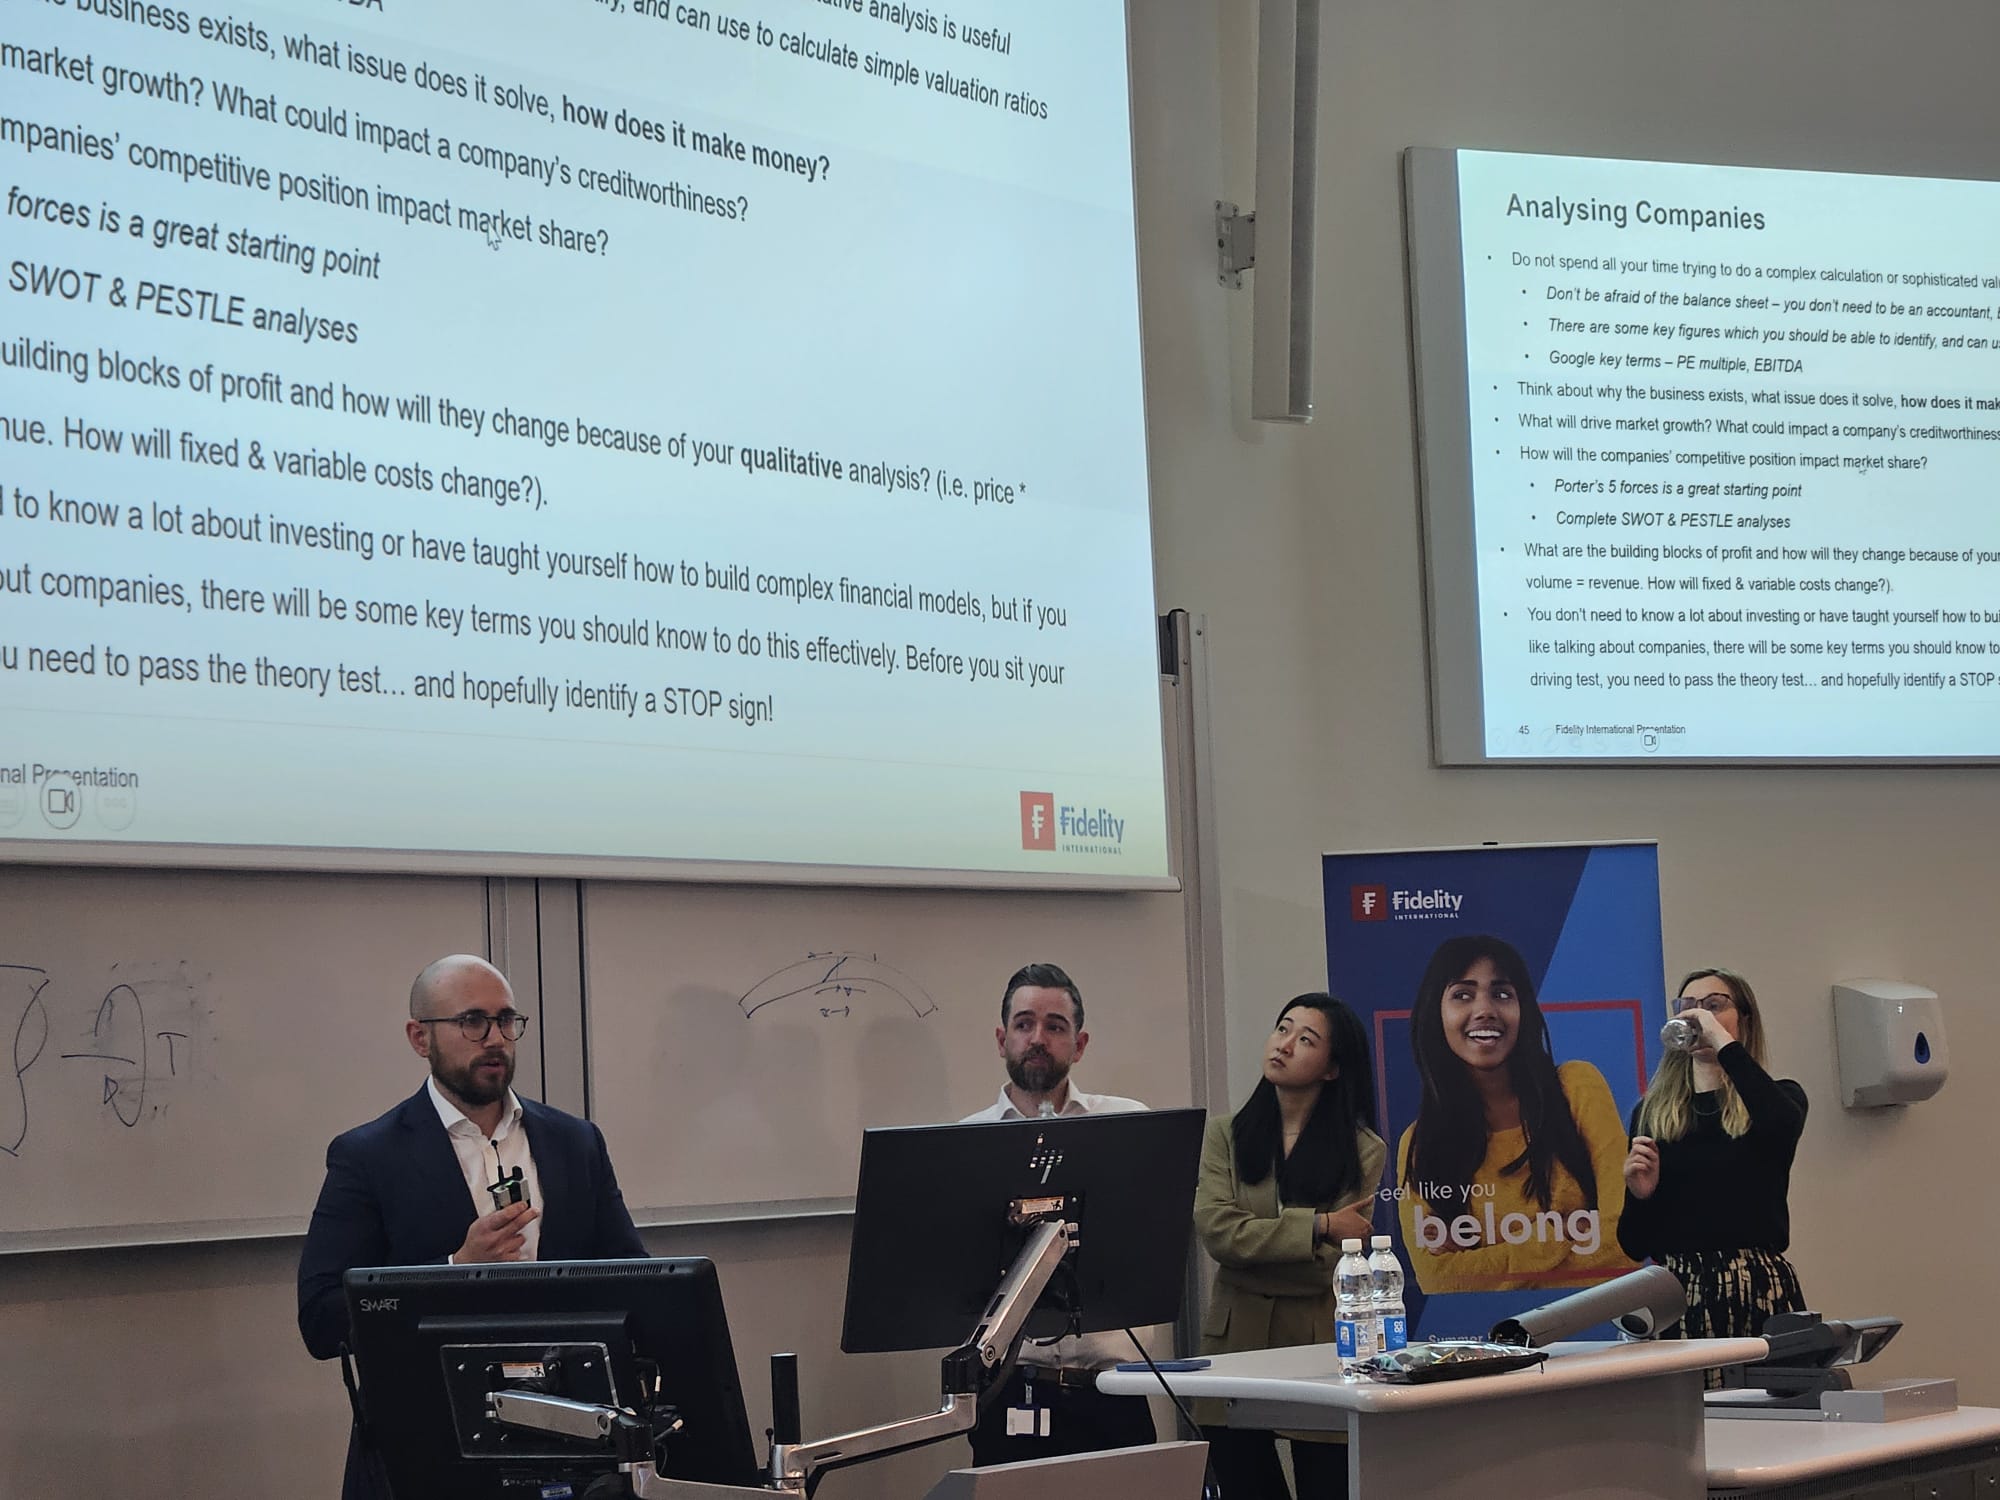 analysis is useful
and can use to calculate simple valuation ratios
business exists, what issue does it solve, how does it make money?
market growth? What could impact a company's creditworthiness?
mpanies' competitive position impact market share?
forces is a great starting point
SWOT & PESTLE analyses
uilding blocks of profit and how will they change because of your qualitative analysis? (i.e. price *
nue. How will fixed & variable costs change?).
to know a lot about investing or have taught yourself how to build complex financial models, but if you
out companies, there will be some key terms you should know to do this effectively. Before you sit your
u need to pass the theory test... and hopefully identify a STOP sign!
nal Presentation
Fidelity
INTERNATIONAL
Analysing Companies
• Do not spend all your time trying to do a complex calculation or sophisticated val
• Don't be afraid of the balance sheet – you don't need to be an accountant,
• There are some key figures which you should be able to identify, and can u
• Google key terms – PE multiple, EBITDA
• Think about why the business exists, what issue does it solve, how does it mak
• What will drive market growth? What could impact a company's creditworthiness
• How will the companies' competitive position impact market share?
• Porter's 5 forces is a great starting point
• Complete SWOT & PESTLE analyses
• What are the building blocks of profit and how will they change because of your
volume = revenue. How will fixed & variable costs change?).
• You don't need to know a lot about investing or have taught yourself how to bui
like talking about companies, there will be some key terms you should know to
driving test, you need to pass the theory test... and hopefully identify a STOP
45 Fidelity International Presentation
Fidelity
INTERNATIONAL
eel like you
belong
Summer
SMART